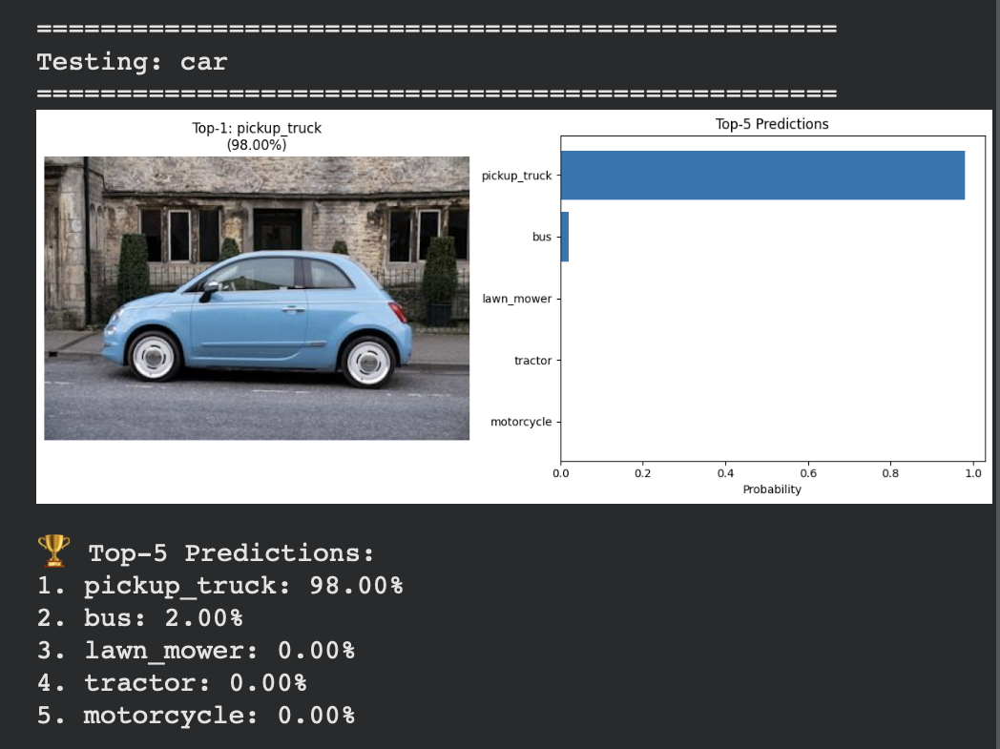 ==================================================
Testing: car
==================================================
Top-1: pickup_truck
(98.00%)
Top-5 Predictions
pickup_truck
bus
lawn_mower
tractor
motorcycle
0.0 0.2 0.4 0.6 0.8 1.0
Probability
🏆 Top-5 Predictions:
1. pickup_truck: 98.00%
2. bus: 2.00%
3. lawn_mower: 0.00%
4. tractor: 0.00%
5. motorcycle: 0.00%